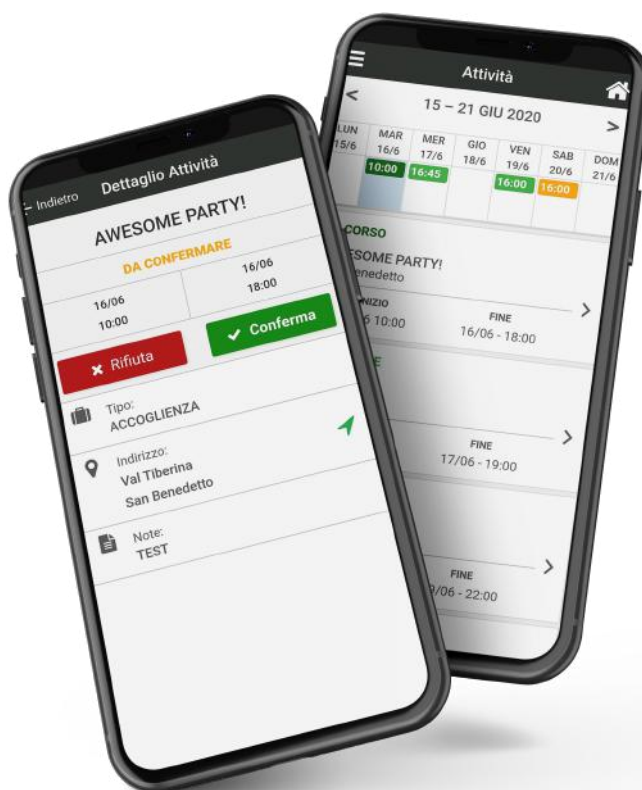 Indietro
Dettaglio Attività
AWESOME PARTY!
DA CONFERMARE
16/06
10:00
16/06
18:00
Rifiuta
Conferma
Tipo:
ACCOGLIENZA
Indirizzo:
Val Tiberina
San Benedetto
Note:
TEST
Attività
<
15 – 21 GIU 2020
>
LUN MAR MER GIO VEN SAB DOM
15/6 16/6 17/6 18/6 19/6 20/6 21/6
10:00 16:45 16:00 16:00
CORSO
ESOME PARTY!
enedetto
NIZIO
FINE
6 10:00
16/06 - 18:00
E
FINE
17/06 - 19:00
FINE
9/06 - 22:00